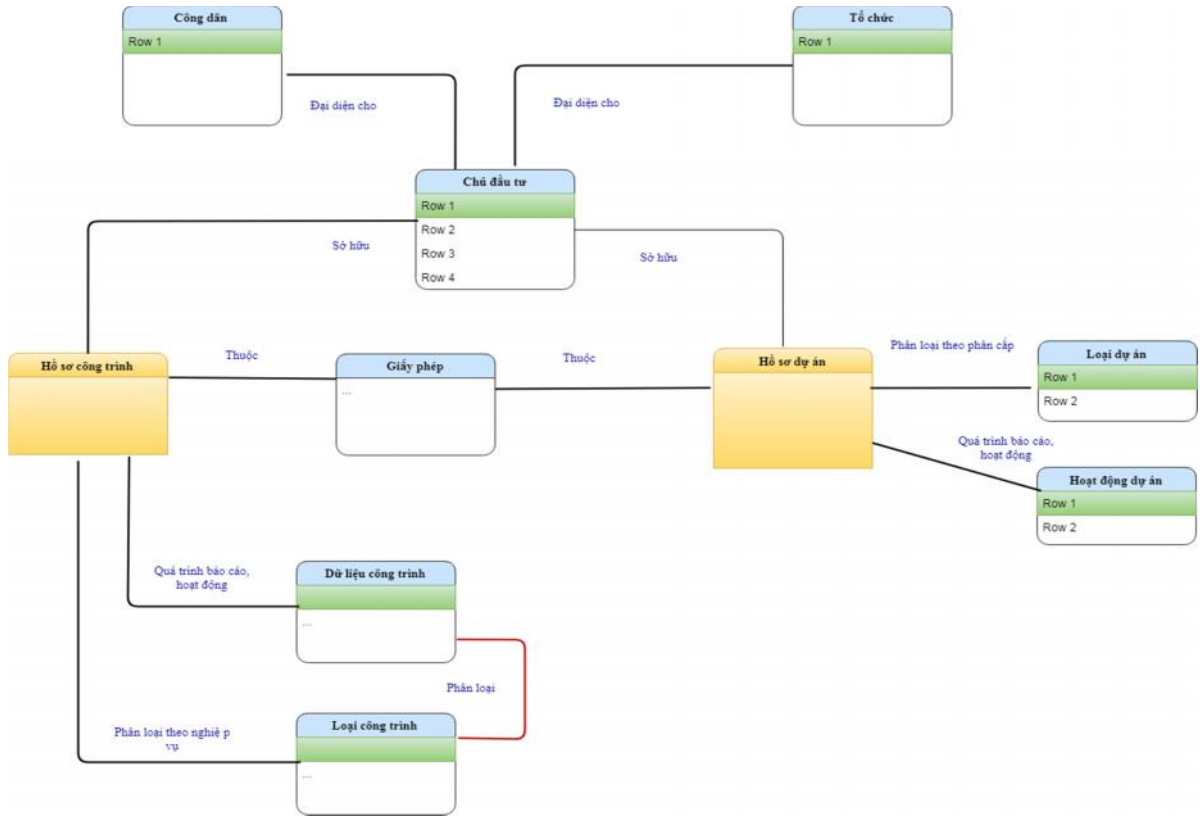 Công dân
Row 1
Tổ chức
Row 1
Đại diện cho
Đại diện cho
Chủ đầu tư
Row 1
Row 2
Row 3
Row 4
Sở hữu
Sở hữu
Hồ sơ công trình
Thuộc
Giấy phép
...
Thuộc
Hồ sơ dự án
Phân loại theo phân cấp
Loại dự án
Row 1
Row 2
Quá trình báo cáo,
hoạt động
Hoạt động dự án
Row 1
Row 2
Quá trình báo cáo,
hoạt động
Dữ liệu công trình
...
Phân loại
Phân loại theo nghiệ p
vụ
Loại công trình
...